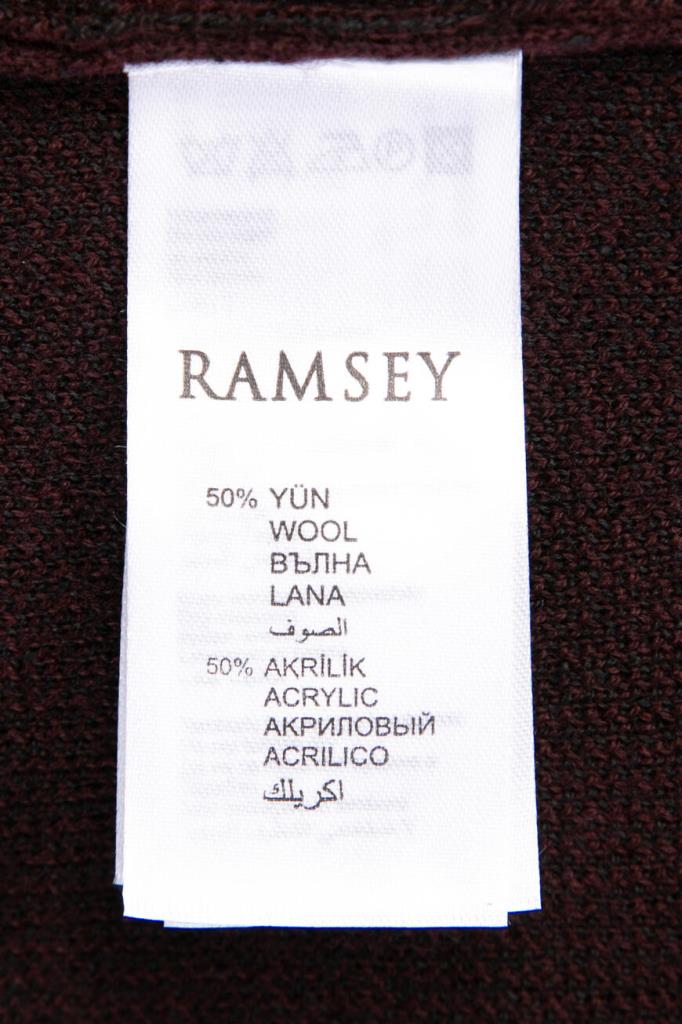 RAMSEY
50% YÜN
WOOL
ВЪЛНА
LANA
الصوف
50% AKRİLİK
ACRYLIC
АКРИЛОВЫЙ
ACRILICO
اكريلك